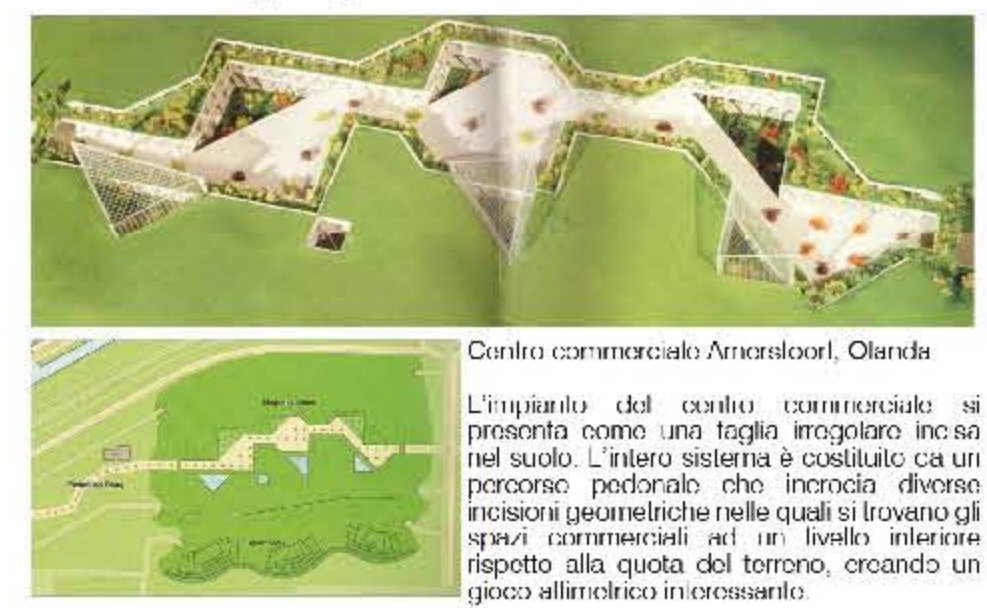 Centro commerciale Amersfoort, Olanda
L'impianto del centro commerciale si
presenta come una taglia irregolare incisa
nel suolo. L'intero sistema è costituito da un
percorso pedonale che incrocia diverse
incisioni geometriche nelle quali si trovano gli
spazi commerciali ad un livello inferiore
rispetto alla quota del terreno, creando un
gioco altimetrico interessante.